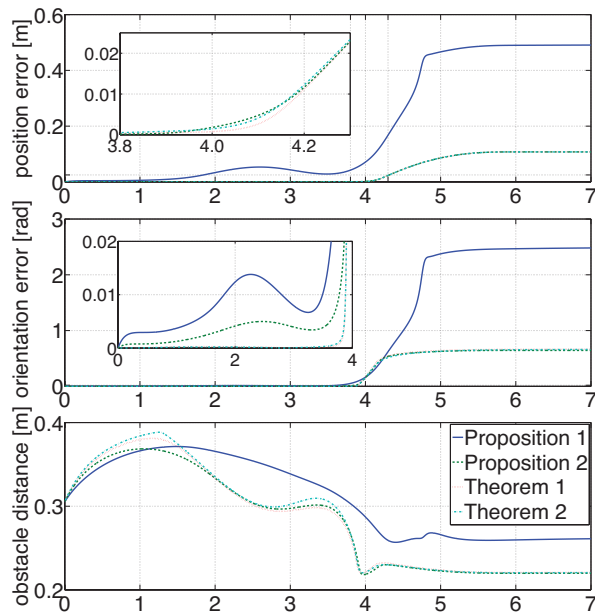 position error [m]
0.6
0.4
0.2
0
0.02
0.01
0
3.8 4.0 4.2
0 1 2 3 4 5 6 7
orientation error [rad]
3
2
1
0
0.02
0.01
0
0 2 4
0 1 2 3 4 5 6 7
obstacle distance [m]
0.4
0.3
0.2
Proposition 1
Proposition 2
Theorem 1
Theorem 2
0 1 2 3 4 5 6 7